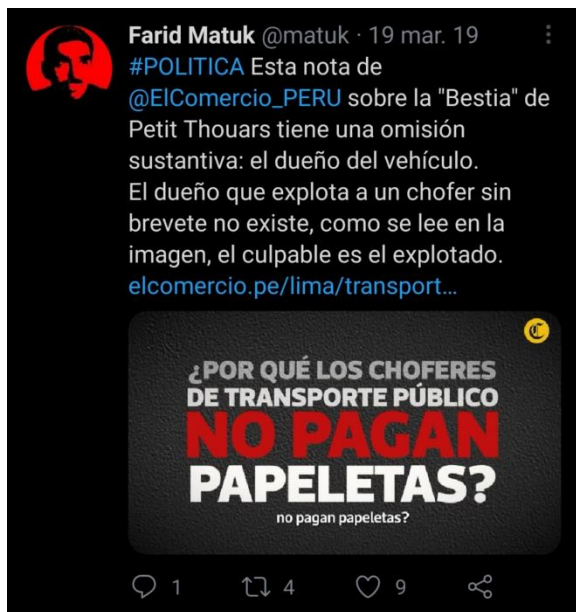 Farid Matuk @matuk · 19 mar. 19
#POLITICA Esta nota de
@ElComercio_PERU sobre la "Bestia" de
Petit Thouars tiene una omisión
sustantiva: el dueño del vehículo.
El dueño que explota a un chofer sin
brevete no existe, como se lee en la
imagen, el culpable es el explotado.
elcomercio.pe/lima/transport...
¿POR QUÉ LOS CHOFERES
DE TRANSPORTE PÚBLICO
NO PAGAN
PAPELETAS?
no pagan papeletas?
1 4 9